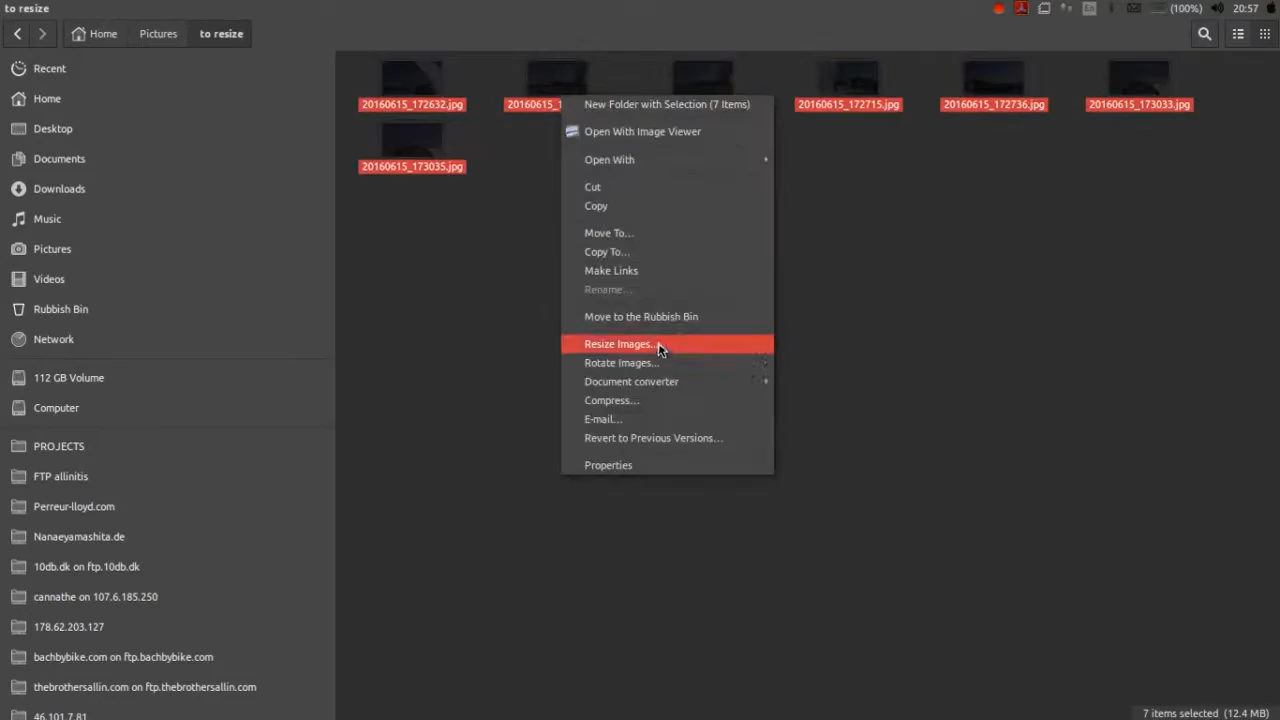 to resize
En
(100%)
20:57
Home
Pictures
to resize
Recent
Home
Desktop
Documents
Downloads
Music
Pictures
Videos
Rubbish Bin
Network
112 GB Volume
Computer
PROJECTS
FTP allinitis
Perreur-lloyd.com
Nanaeyamashita.de
10db.dk on ftp.10db.dk
cannathe on 107.6.185.250
178.62.203.127
bachbybike.com on ftp.bachbybike.com
thebrothersallin.com on ftp.thebrothersallin.com
46.101.7.81
20160615_172632.jpg
20160615_1
20160615_172715.jpg
20160615_172736.jpg
20160615_173033.jpg
20160615_173035.jpg
New Folder with Selection (7 Items)
Open With Image Viewer
Open With
Cut
Copy
Move To...
Copy To...
Make Links
Rename...
Move to the Rubbish Bin
Resize Images...
Rotate Images...
Document converter
Compress...
E-mail...
Revert to Previous Versions...
Properties
7 items selected (12.4 MB)